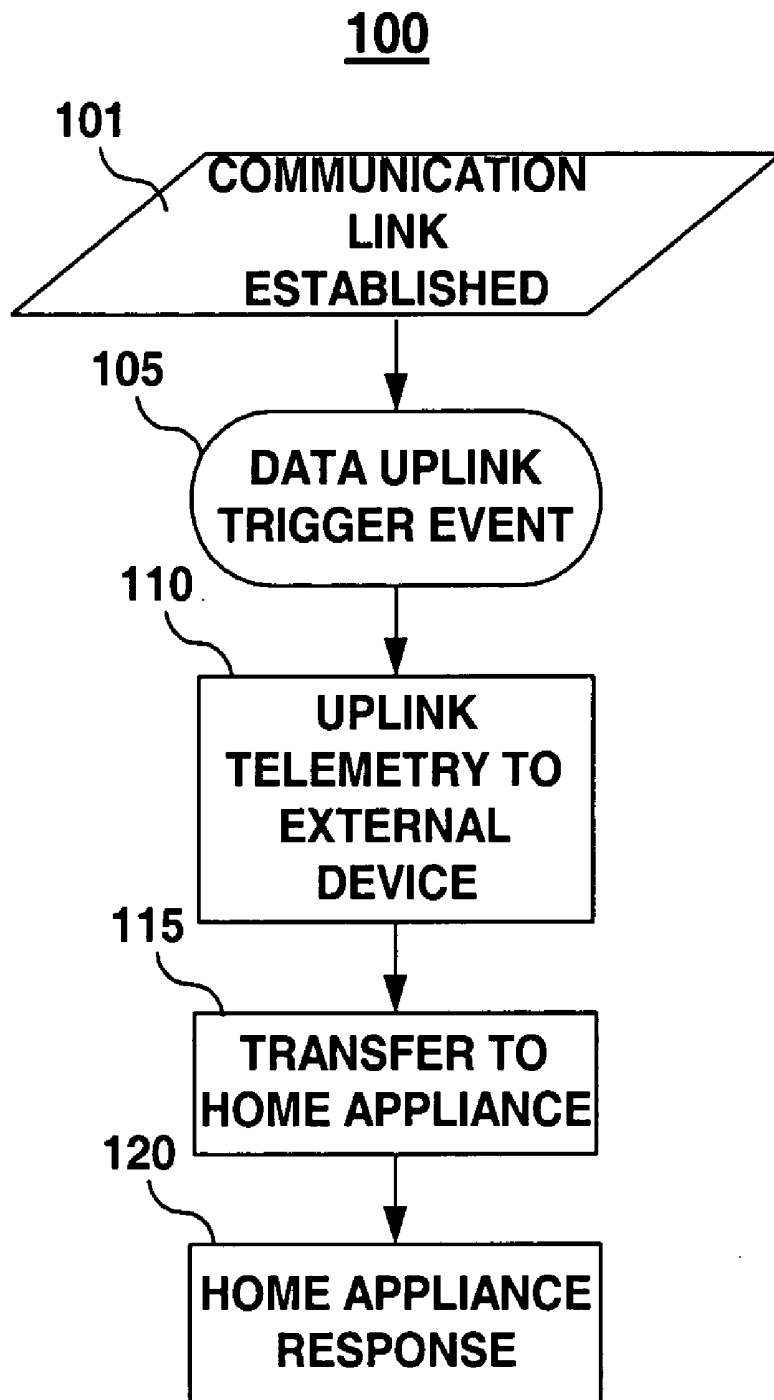 100
101
COMMUNICATION
LINK
ESTABLISHED
105
DATA UPLINK
TRIGGER EVENT
110
UPLINK
TELEMETRY TO
EXTERNAL
DEVICE
115
TRANSFER TO
HOME APPLIANCE
120
HOME APPLIANCE
RESPONSE